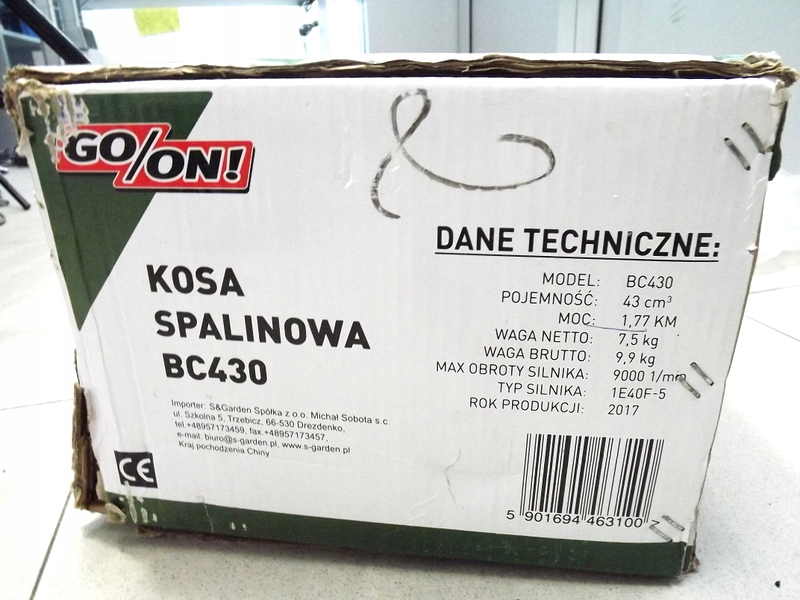 GO/ON!
KOSA
SPALINOWA
BC430
Importer: S&Garden Spółka z o.o. Michał Sobota s.c.
ul. Szkolna 5, Trzebicz, 66-530 Drezdenko,
tel.+48957173459, fax.+48957173457,
e-mail: biuro@s-garden.pl, www.s-garden.pl
Kraj pochodzenia Chiny
CE
DANE TECHNICZNE:
MODEL: BC430
POJEMNOŚĆ: 43 cm³
MOC: 1,77 KM
WAGA NETTO: 7,5 kg
WAGA BRUTTO: 9,9 kg
MAX OBROTY SILNIKA: 9000 1/min
TYP SILNIKA: 1E40F-5
ROK PRODUKCJI: 2017
5 901694 463100 >